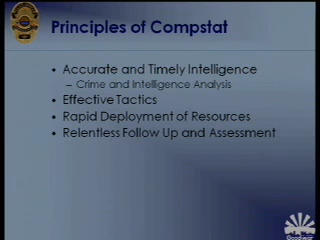 Principles of Compstat
• Accurate and Timely Intelligence
– Crime and Intelligence Analysis
• Effective Tactics
• Rapid Deployment of Resources
• Relentless Follow Up and Assessment